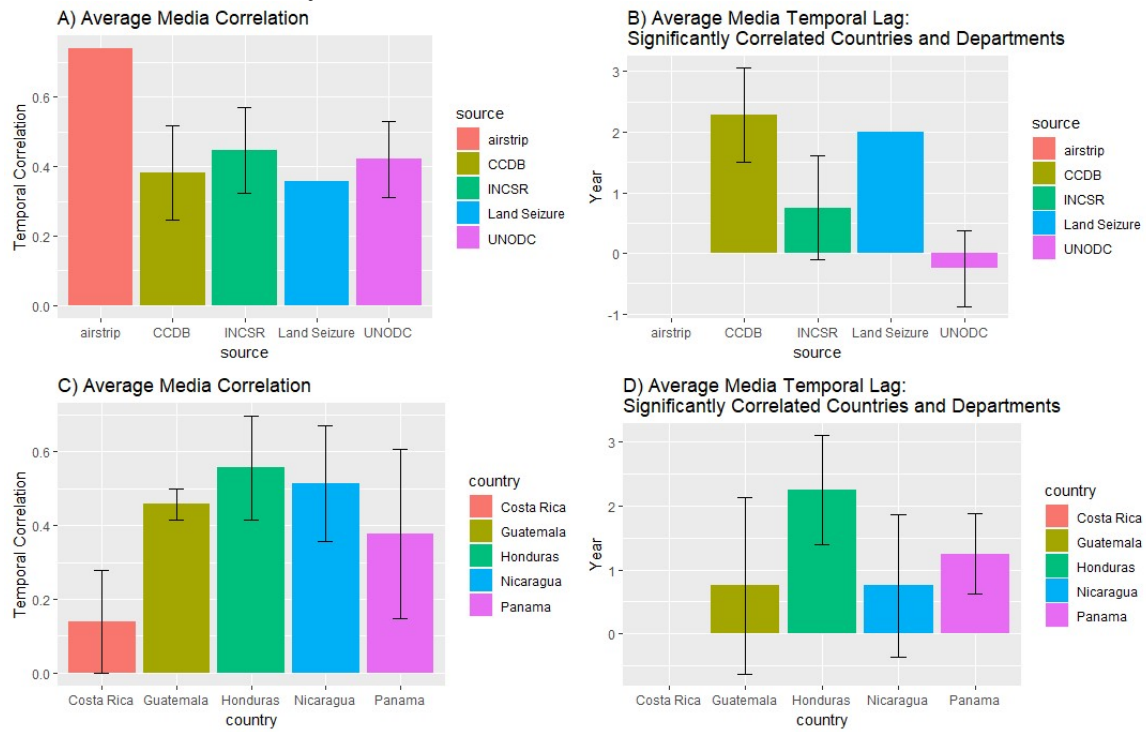 A) Average Media Correlation
Temporal Correlation
0.6
0.4
0.2
0.0
airstrip CCDB INCSR Land Seizure UNODC
source
source
airstrip
CCDB
INCSR
Land Seizure
UNODC
B) Average Media Temporal Lag:
Significantly Correlated Countries and Departments
Year
3
2
1
0
-1
airstrip CCDB INCSR Land Seizure UNODC
source
source
airstrip
CCDB
INCSR
Land Seizure
UNODC
C) Average Media Correlation
Temporal Correlation
0.6
0.4
0.2
0.0
Costa Rica Guatemala Honduras Nicaragua Panama
country
country
Costa Rica
Guatemala
Honduras
Nicaragua
Panama
D) Average Media Temporal Lag:
Significantly Correlated Countries and Departments
Year
3
2
1
0
Costa Rica Guatemala Honduras Nicaragua Panama
country
country
Costa Rica
Guatemala
Honduras
Nicaragua
Panama